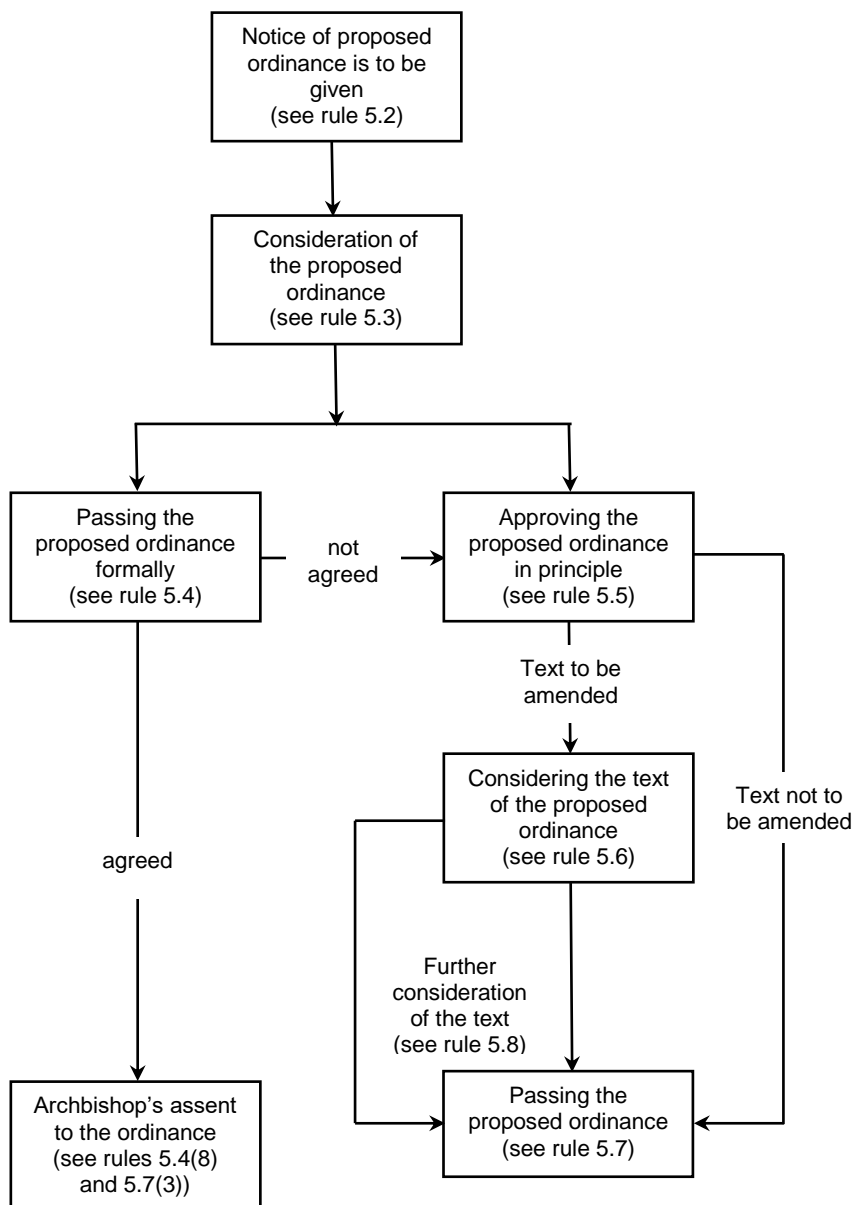 Notice of proposed
ordinance is to be
given
(see rule 5.2)
Consideration of
the proposed
ordinance
(see rule 5.3)
Passing the
proposed ordinance
formally
(see rule 5.4)
not
agreed
Approving the
proposed ordinance
in principle
(see rule 5.5)
Text to be
amended
Considering the text
of the proposed
ordinance
(see rule 5.6)
Text not to
be amended
agreed
Further
consideration
of the text
(see rule 5.8)
Archbishop’s assent
to the ordinance
(see rules 5.4(8)
and 5.7(3))
Passing the
proposed ordinance
(see rule 5.7)